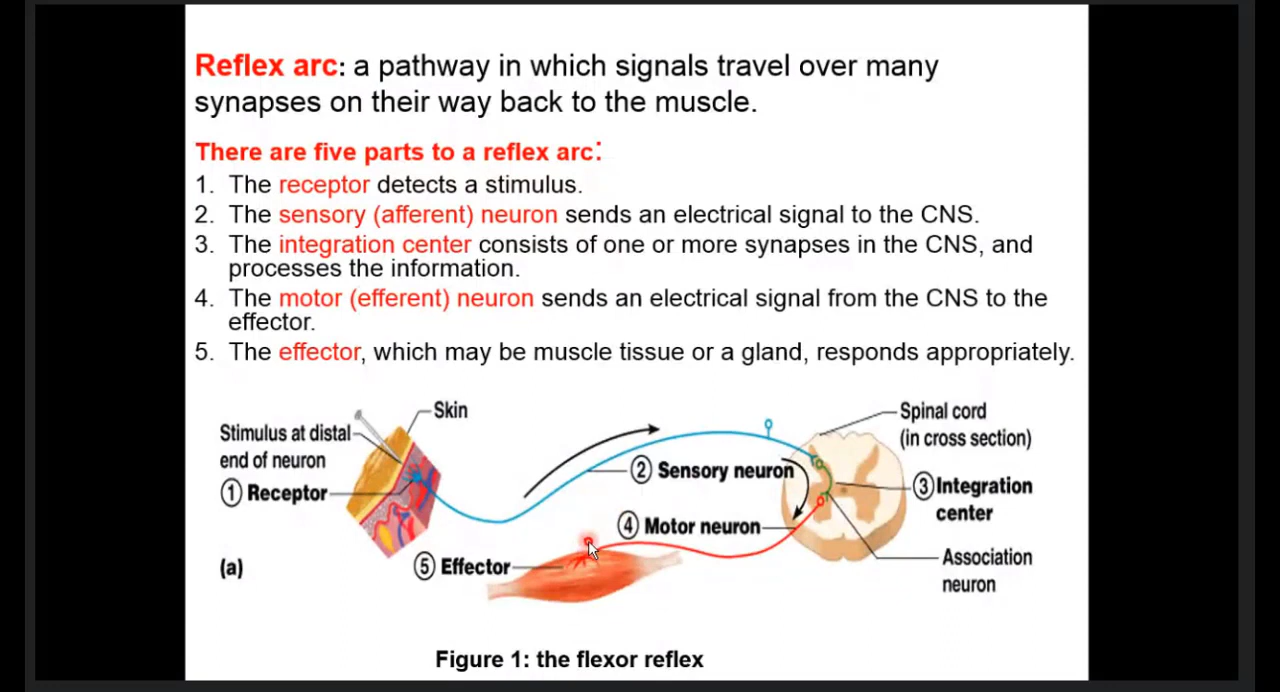 Reflex arc: a pathway in which signals travel over many
synapses on their way back to the muscle.
There are five parts to a reflex arc:
1. The receptor detects a stimulus.
2. The sensory (afferent) neuron sends an electrical signal to the CNS.
3. The integration center consists of one or more synapses in the CNS, and
processes the information.
4. The motor (efferent) neuron sends an electrical signal from the CNS to the
effector.
5. The effector, which may be muscle tissue or a gland, responds appropriately.
Skin
Stimulus at distal
end of neuron
① Receptor
② Sensory neuron
Spinal cord
(in cross section)
③ Integration
center
④ Motor neuron
⑤ Effector
Association
neuron
(a)
Figure 1: the flexor reflex